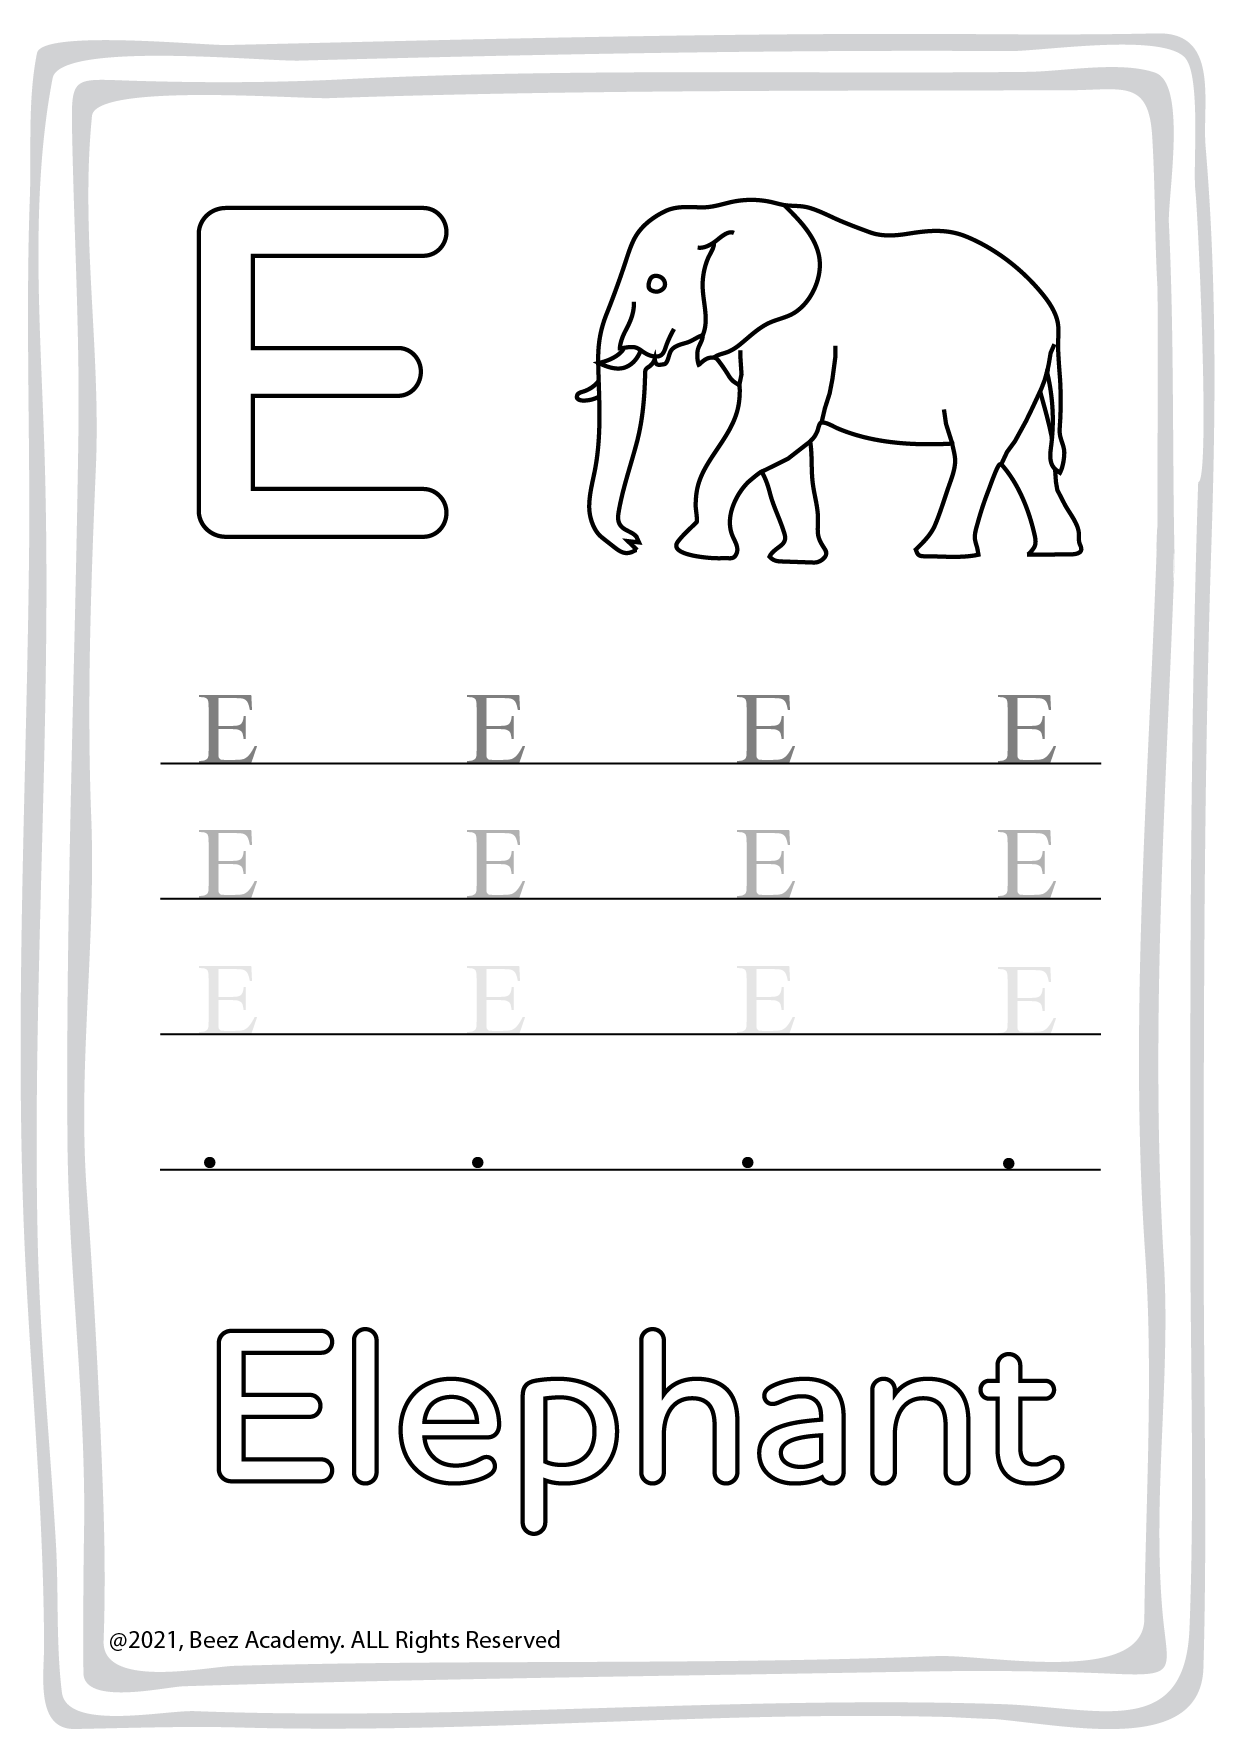 E
E E E E
E E E E
E E E E
. . . .
Elephant
@2021, Beez Academy. ALL Rights Reserved